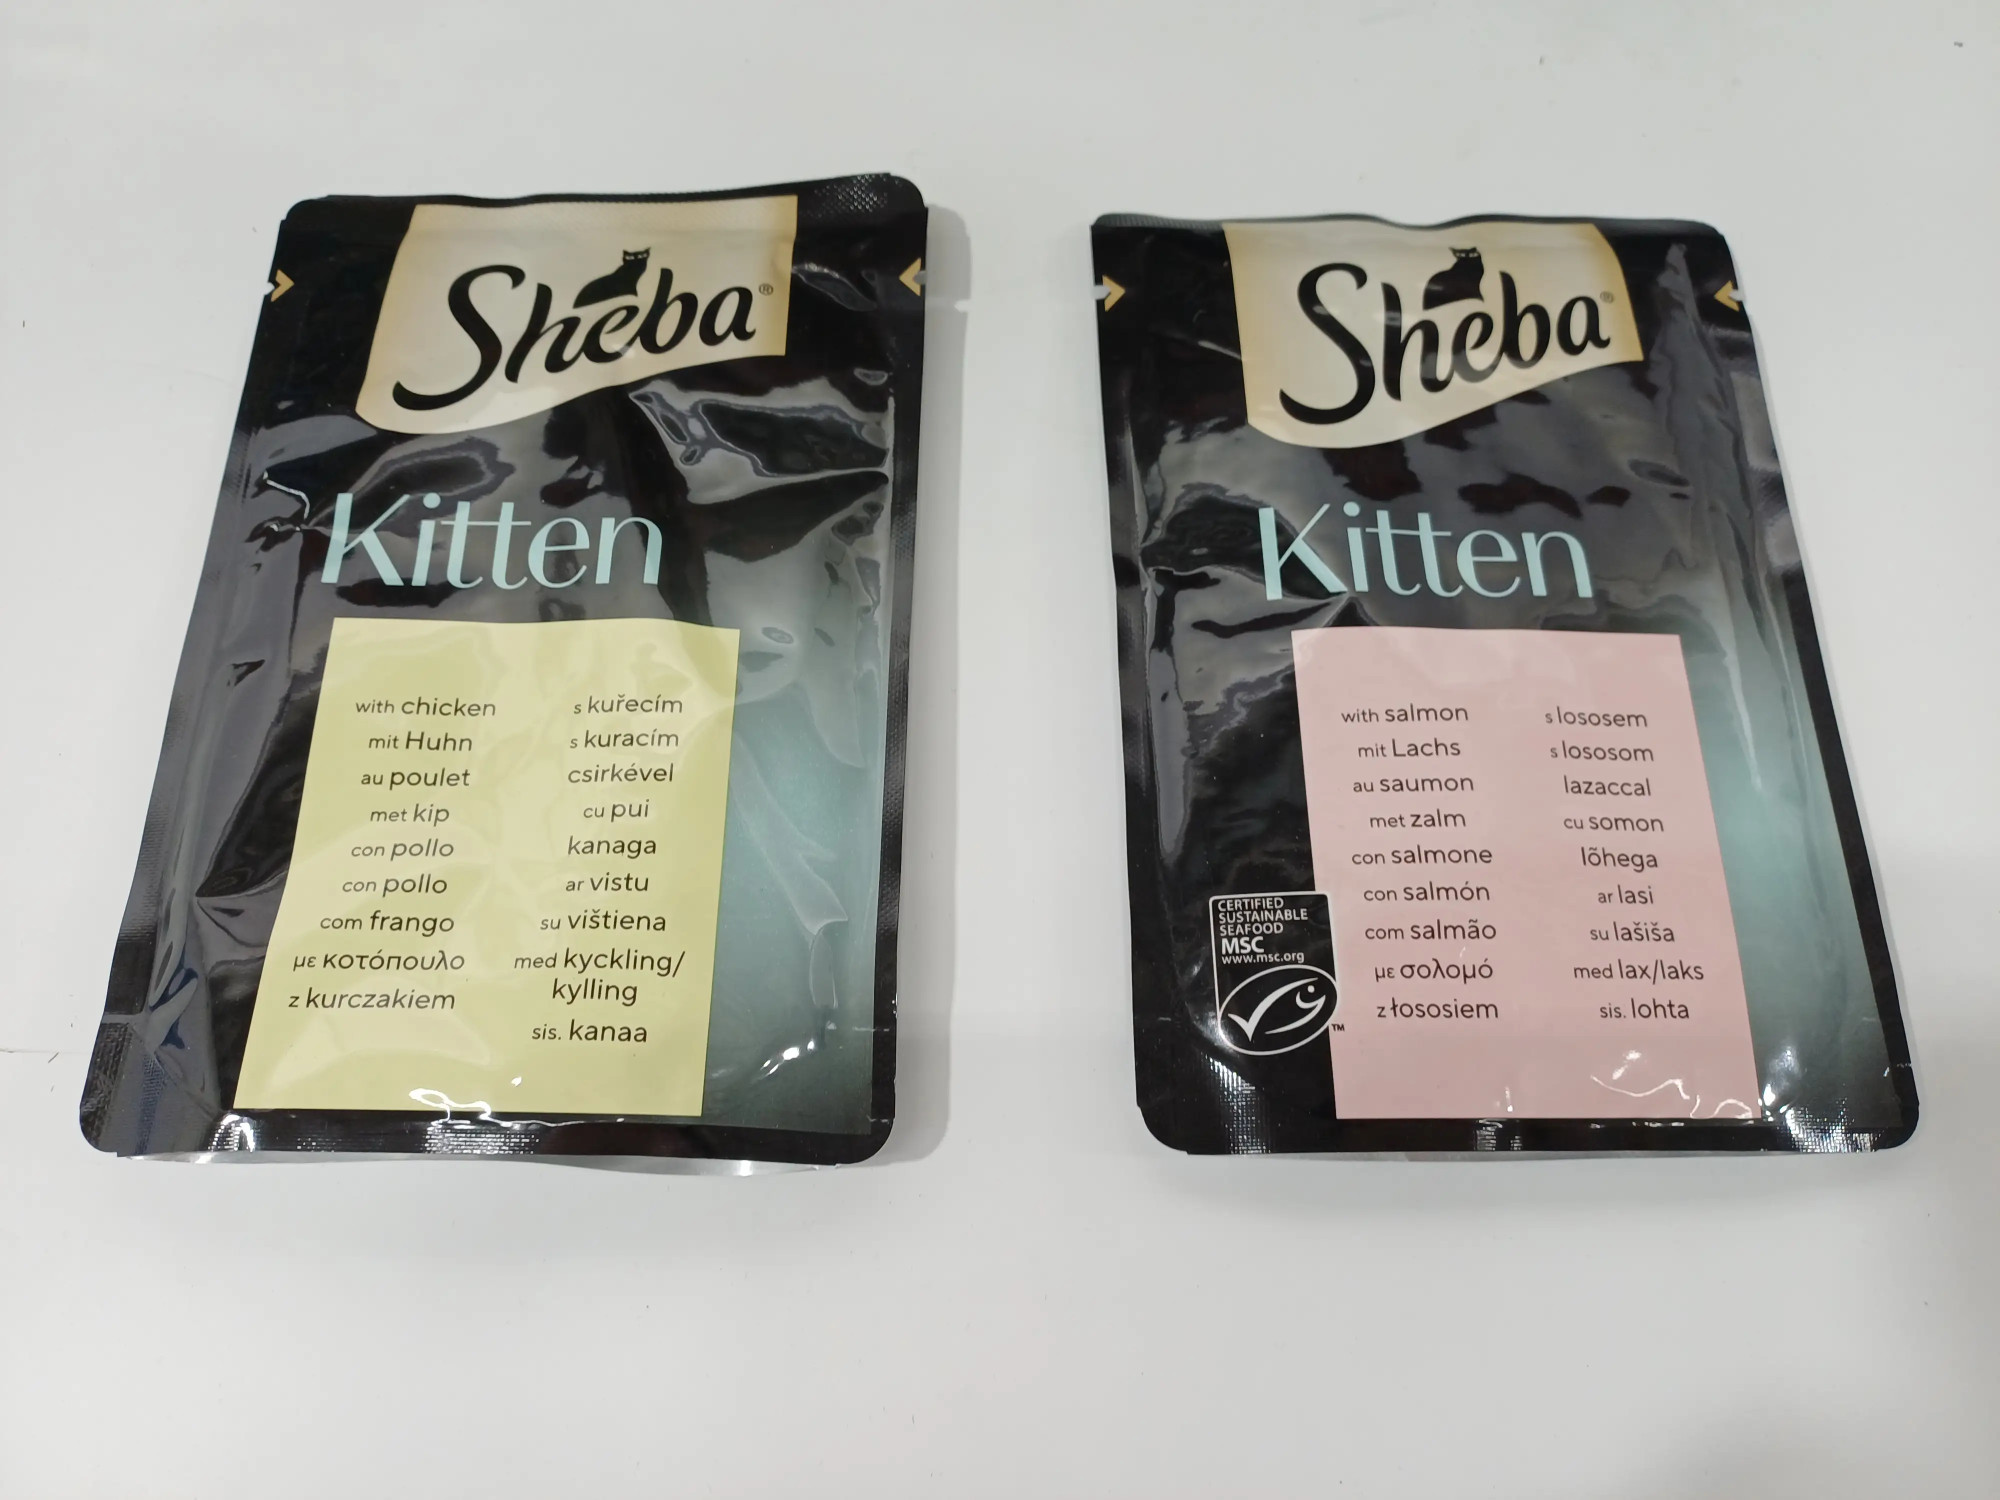 Sheba®
Kitten
with chicken
mit Huhn
au poulet
met kip
con pollo
con pollo
com frango
με κοτόπουλο
z kurczakiem
s kuřecím
s kuracím
csirkével
cu pui
kanaga
ar vistu
su vištiena
med kyckling/
kylling
sis. kanaa
Sheba®
Kitten
with salmon
mit Lachs
au saumon
met zalm
con salmone
con salmón
com salmão
με σολομό
z łososiem
s lososem
s lososom
lazaccal
cu somon
lõhega
ar lasi
su lašiša
med lax/laks
sis. lohta
CERTIFIED
SUSTAINABLE
SEAFOOD
MSC
www.msc.org
™